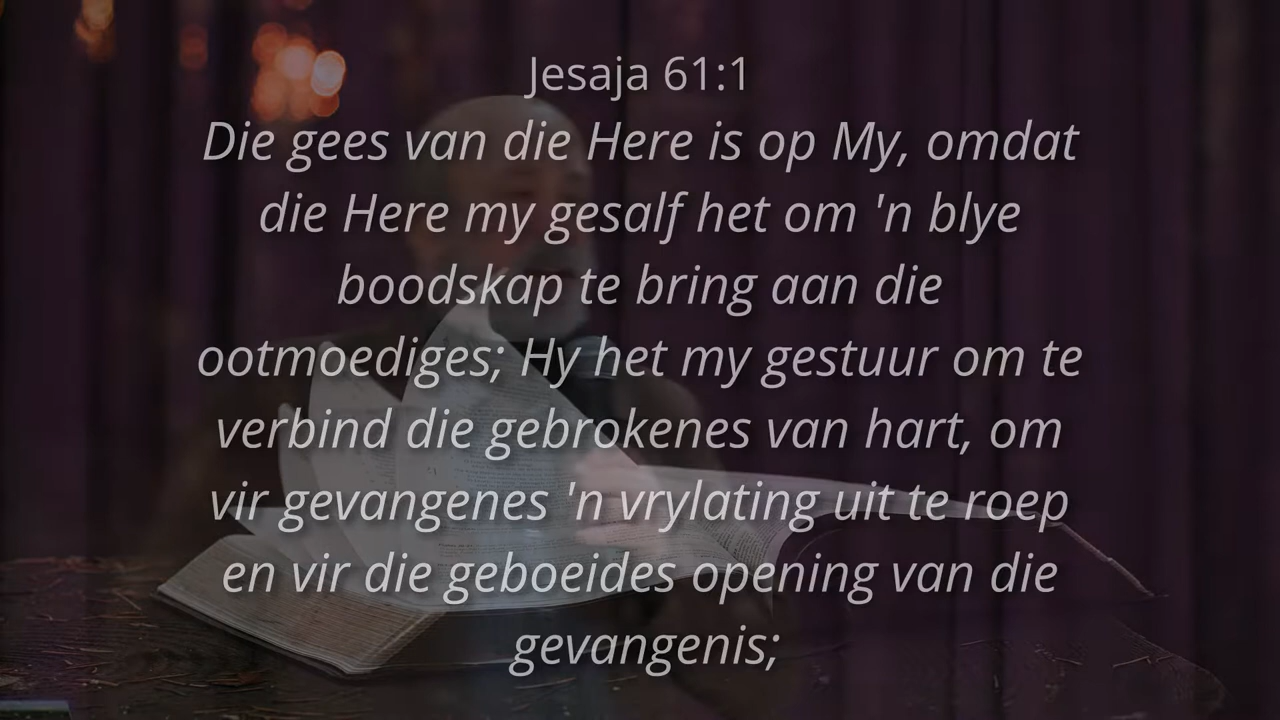 Jesaja 61:1
Die gees van die Here is op My, omdat
die Here my gesalf het om 'n blye
boodskap te bring aan die
ootmoediges; Hy het my gestuur om te
verbind die gebrokenes van hart, om
vir gevangenes 'n vrylating uit te roep
en vir die geboeides opening van die
gevangenis;